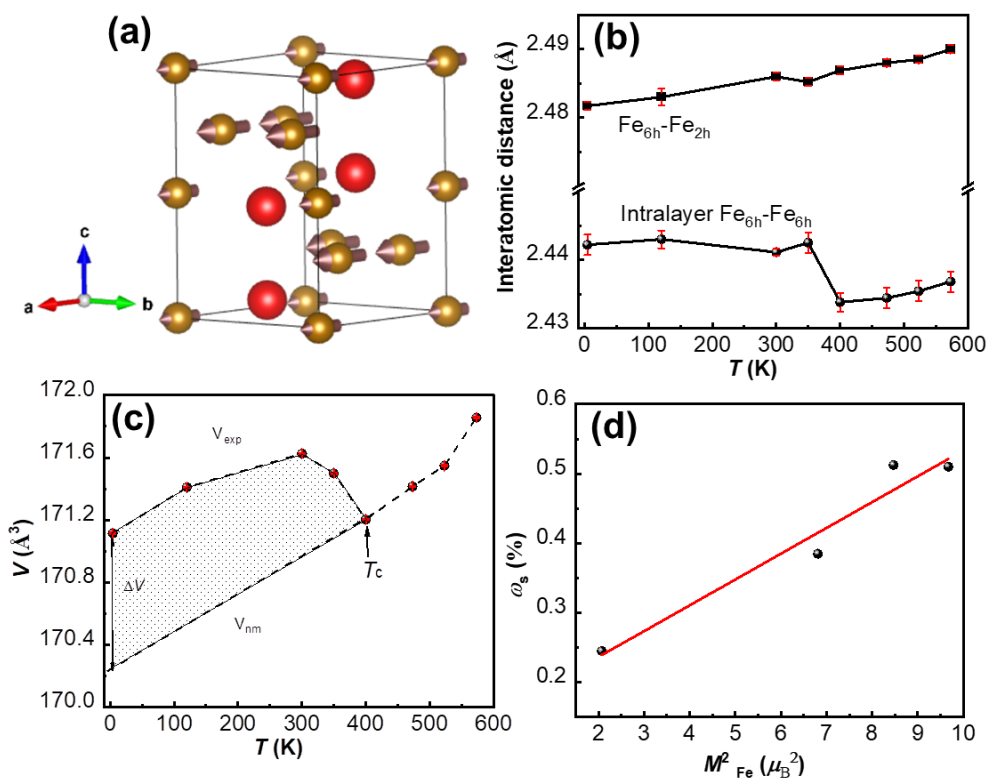 (a)
c
a
b
(b)
Interatomic distance (Å)
2.49
2.48
2.44
2.43
Fe6h-Fe2h
Intralayer Fe6h-Fe6h
0 100 200 300 400 500 600
T (K)
(c)
V (Å³)
172.0
171.6
171.2
170.8
170.4
170.0
Vexp
ΔV
Vnm
Tc
0 100 200 300 400 500 600
T (K)
(d)
ωs (%)
0.6
0.5
0.4
0.3
0.2
2 3 4 5 6 7 8 9 10
M²Fe (μB²)